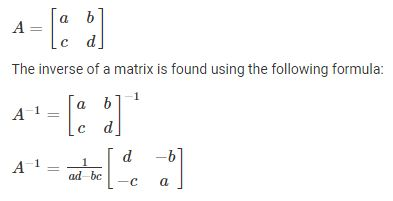 A = [a b
c d]
The inverse of a matrix is found using the following formula:
A⁻¹ = [a b
c d]⁻¹
A⁻¹ = 1/(ad−bc) [d −b
−c a]